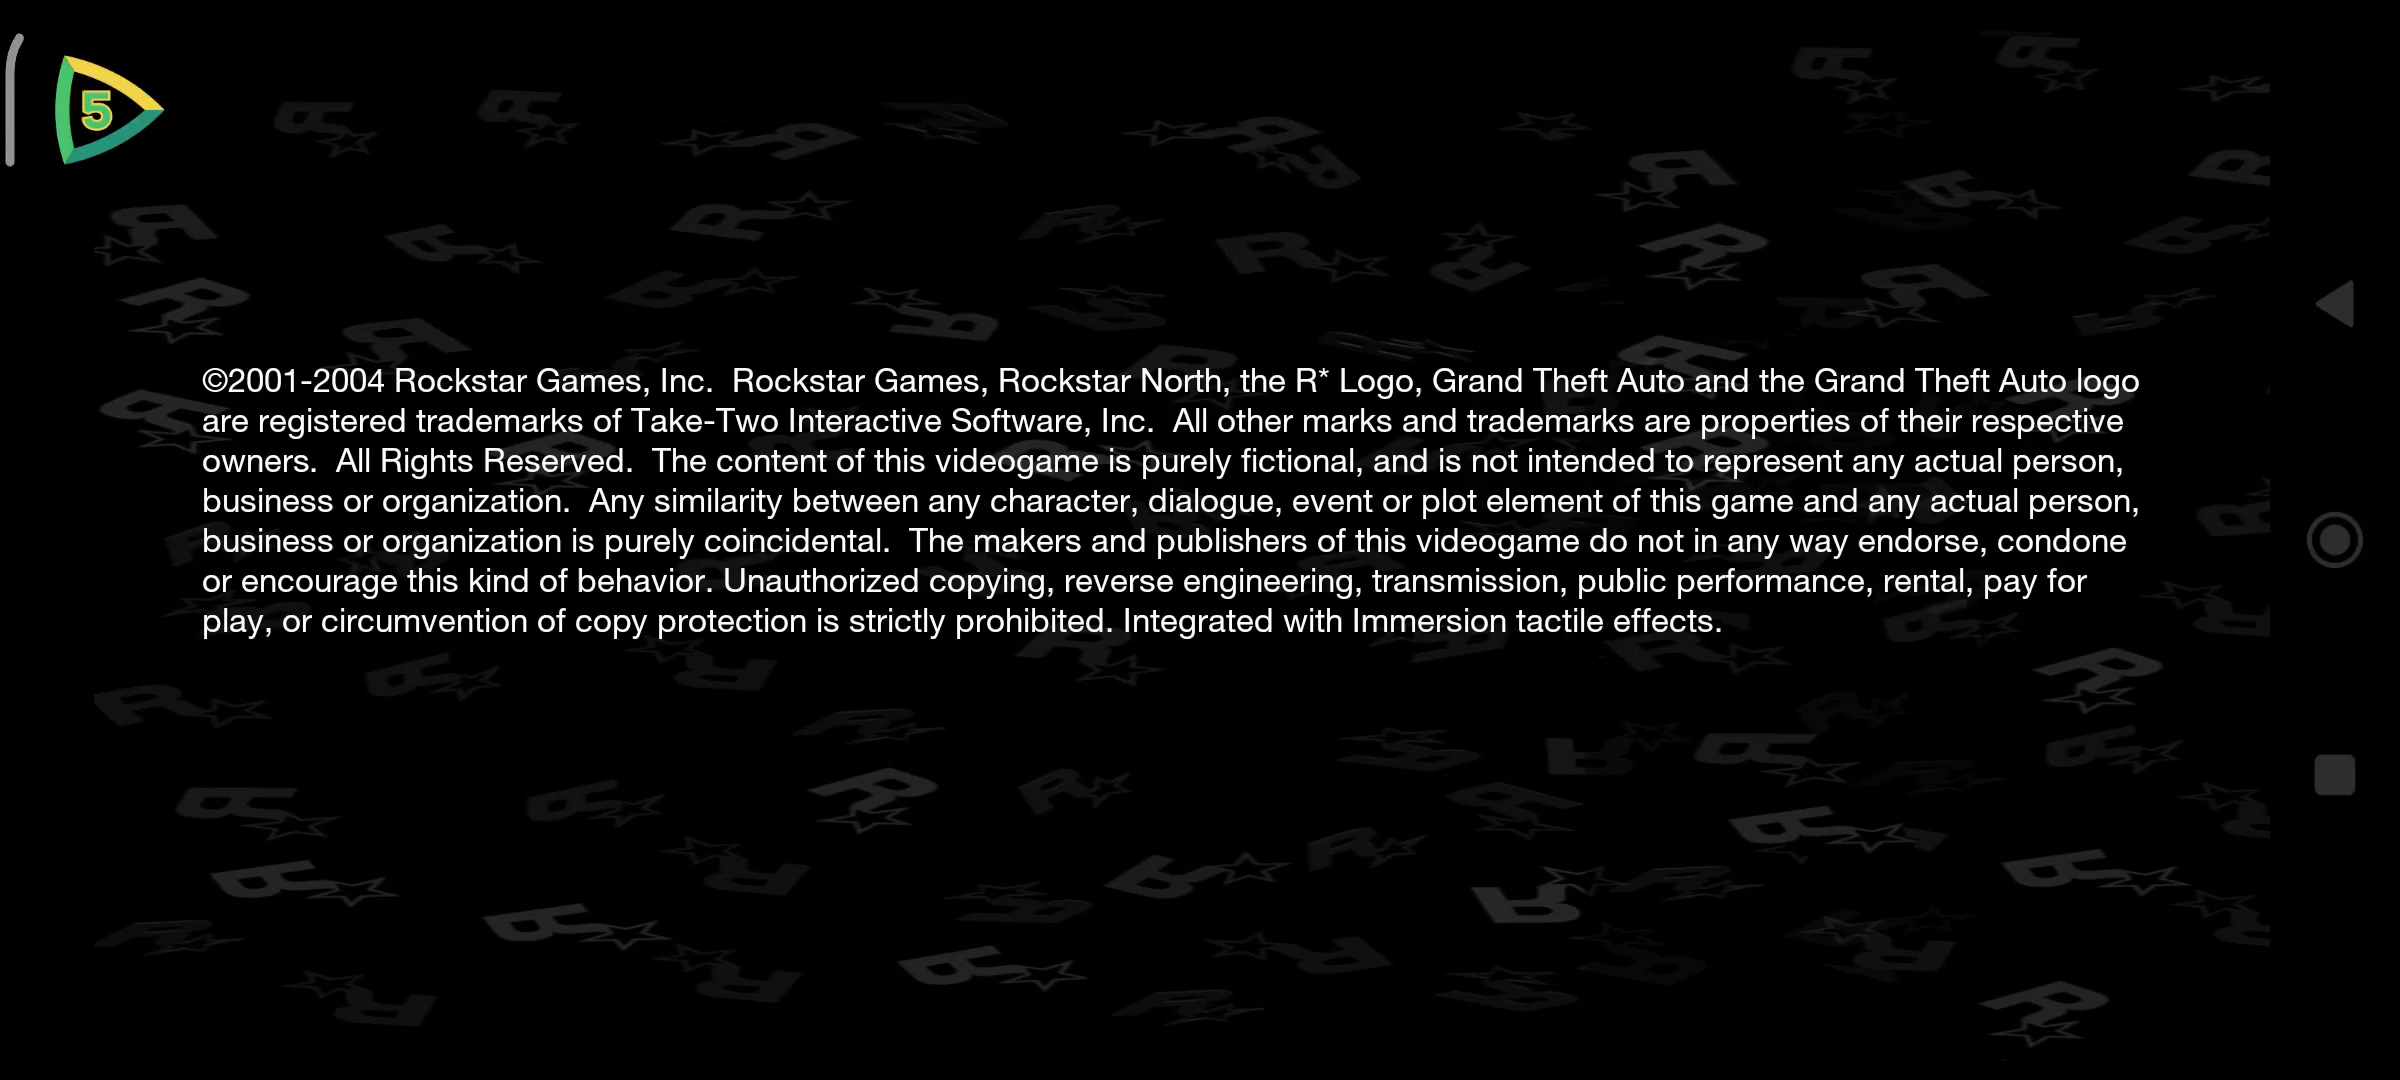 5
©2001-2004 Rockstar Games, Inc.  Rockstar Games, Rockstar North, the R* Logo, Grand Theft Auto and the Grand Theft Auto logo
are registered trademarks of Take-Two Interactive Software, Inc.  All other marks and trademarks are properties of their respective
owners.  All Rights Reserved.  The content of this videogame is purely fictional, and is not intended to represent any actual person,
business or organization.  Any similarity between any character, dialogue, event or plot element of this game and any actual person,
business or organization is purely coincidental.  The makers and publishers of this videogame do not in any way endorse, condone
or encourage this kind of behavior. Unauthorized copying, reverse engineering, transmission, public performance, rental, pay for
play, or circumvention of copy protection is strictly prohibited. Integrated with Immersion tactile effects.